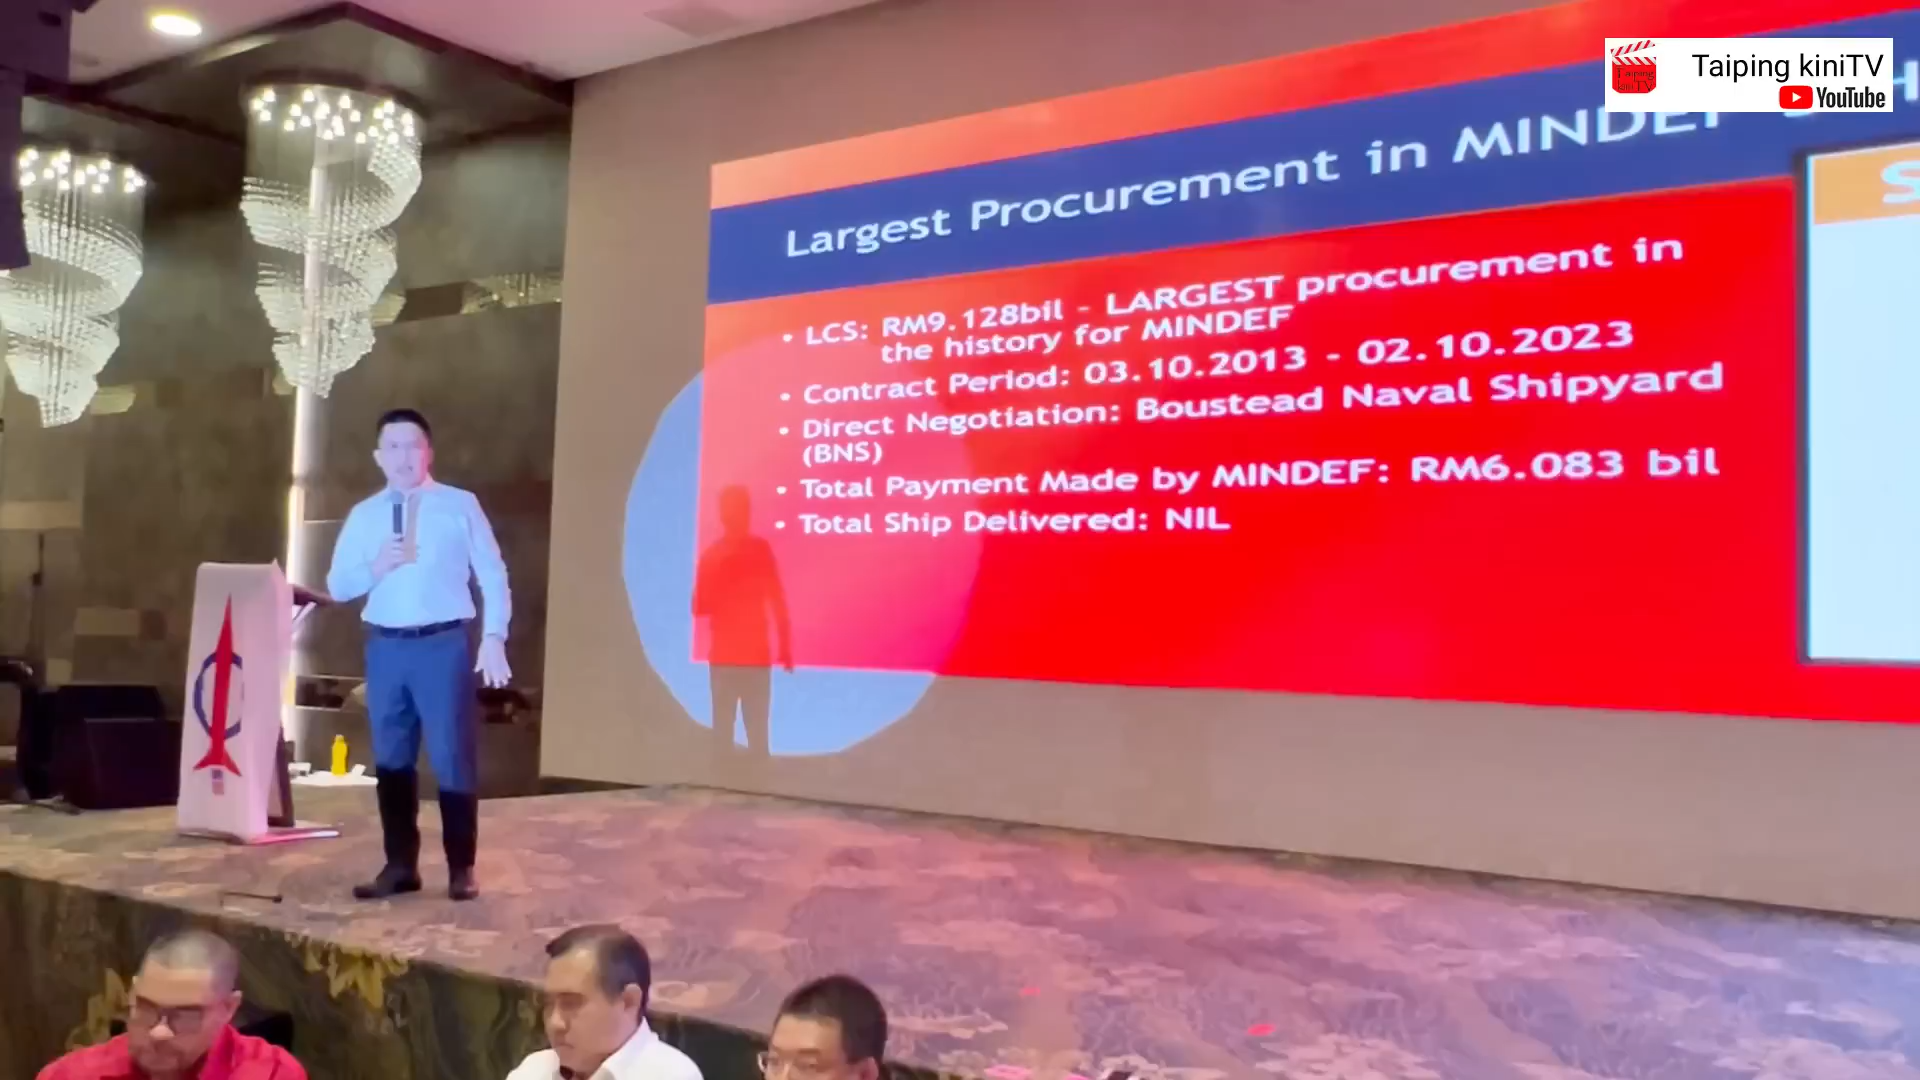 Taiping kiniTV
YouTube
Largest Procurement in MINDEF
LCS: RM9.128bil - LARGEST procurement in
the history for MINDEF
Contract Period: 03.10.2013 - 02.10.2023
Direct Negotiation: Boustead Naval Shipyard
(BNS)
Total Payment Made by MINDEF: RM6.083 bil
Total Ship Delivered: NIL